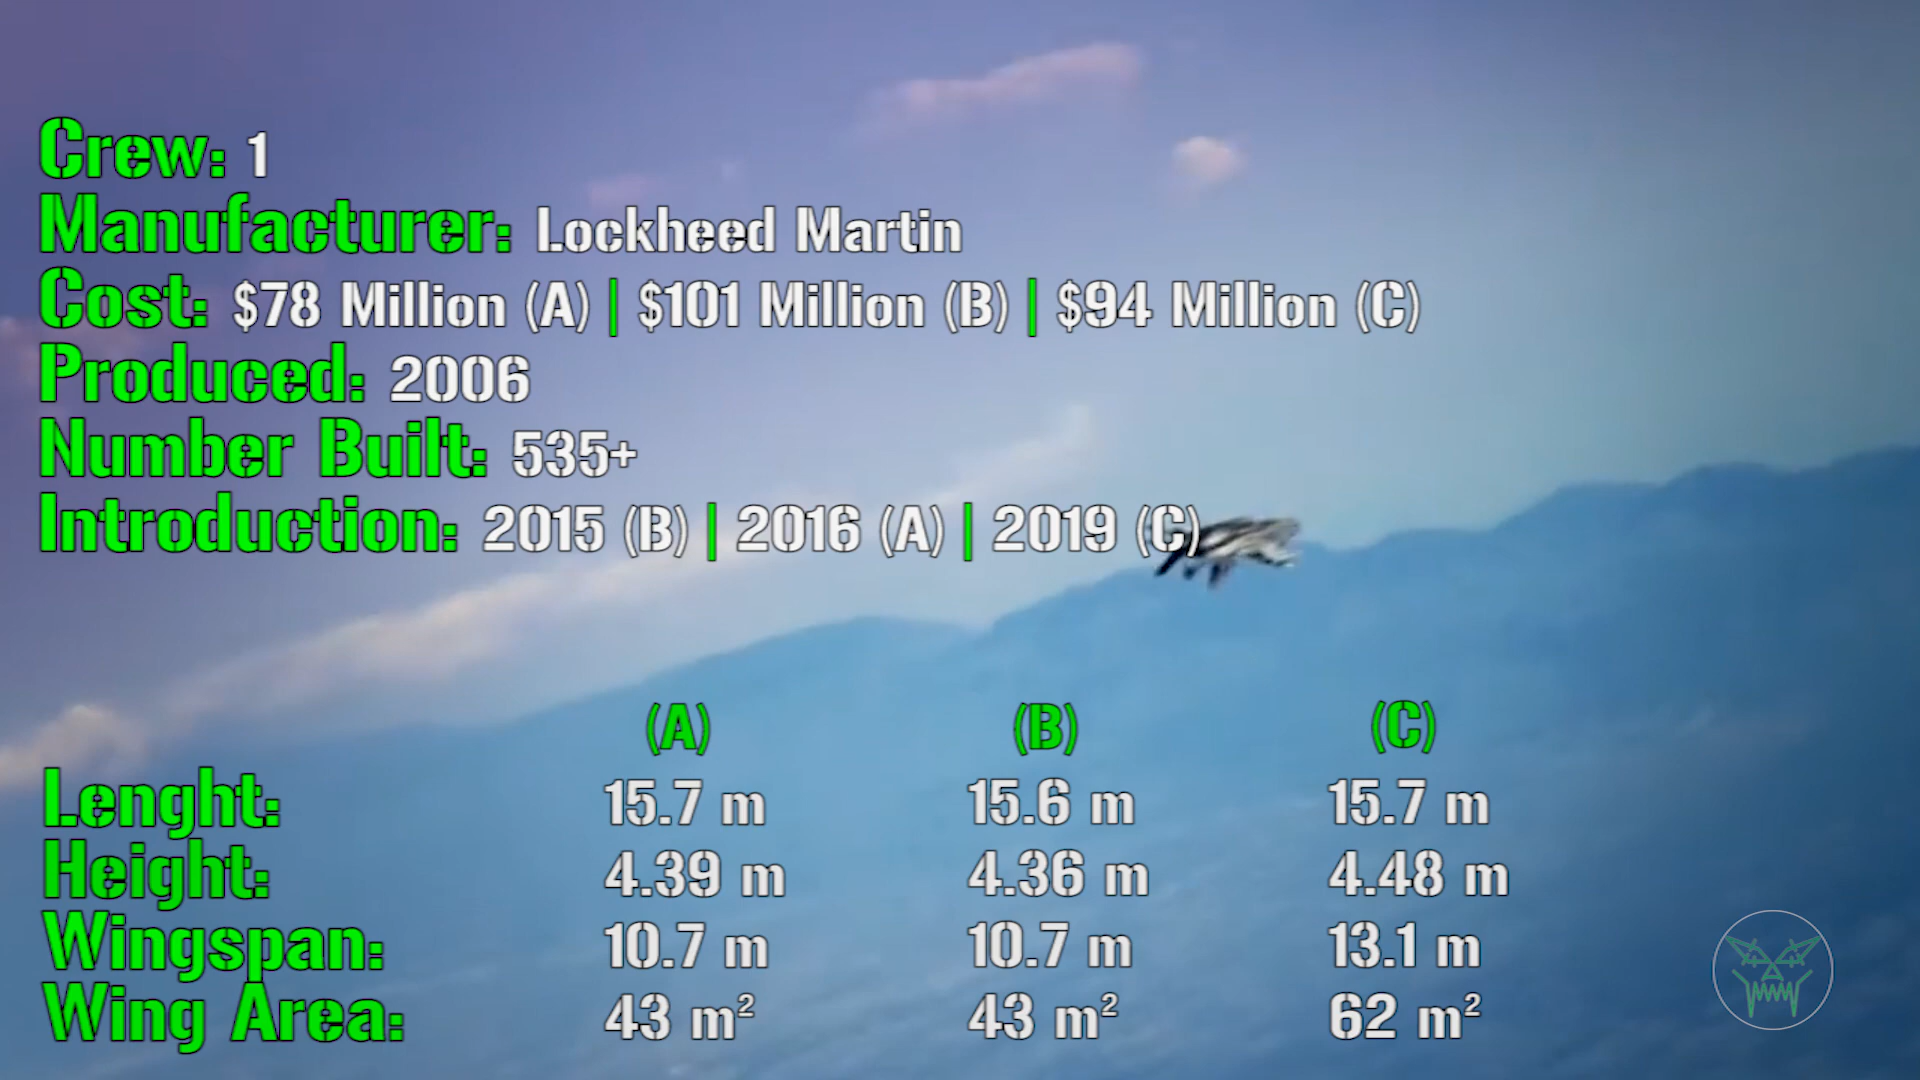 Crew: 1
Manufacturer: Lockheed Martin
Cost: $78 Million (A) | $101 Million (B) | $94 Million (C)
Produced: 2006
Number Built: 535+
Introduction: 2015 (B) | 2016 (A) | 2019 (C)
(A) (B) (C)
Lenght: 15.7 m 15.6 m 15.7 m
Height: 4.39 m 4.36 m 4.48 m
Wingspan: 10.7 m 10.7 m 13.1 m
Wing Area: 43 m² 43 m² 62 m²